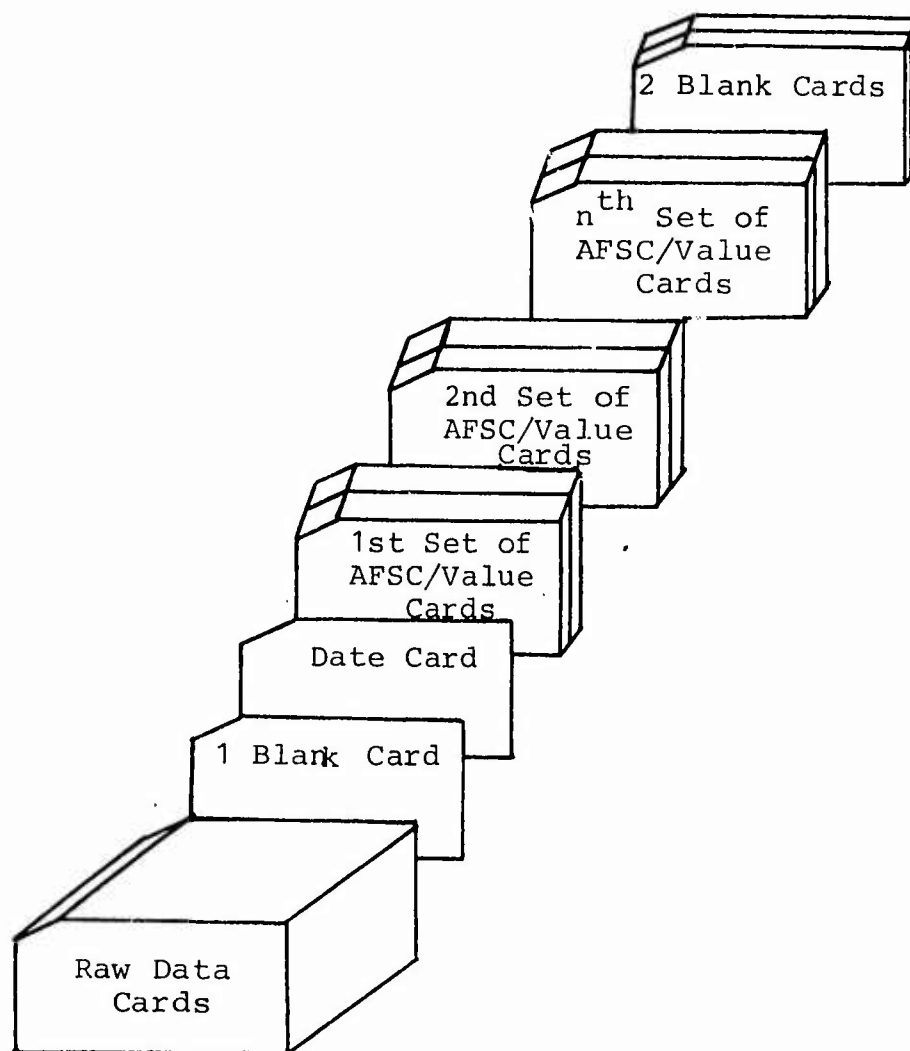 2 Blank Cards
nth Set of
AFSC/Value
Cards
2nd Set of
AFSC/Value
Cards
1st Set of
AFSC/Value
Cards
Date Card
1 Blank Card
Raw Data
Cards